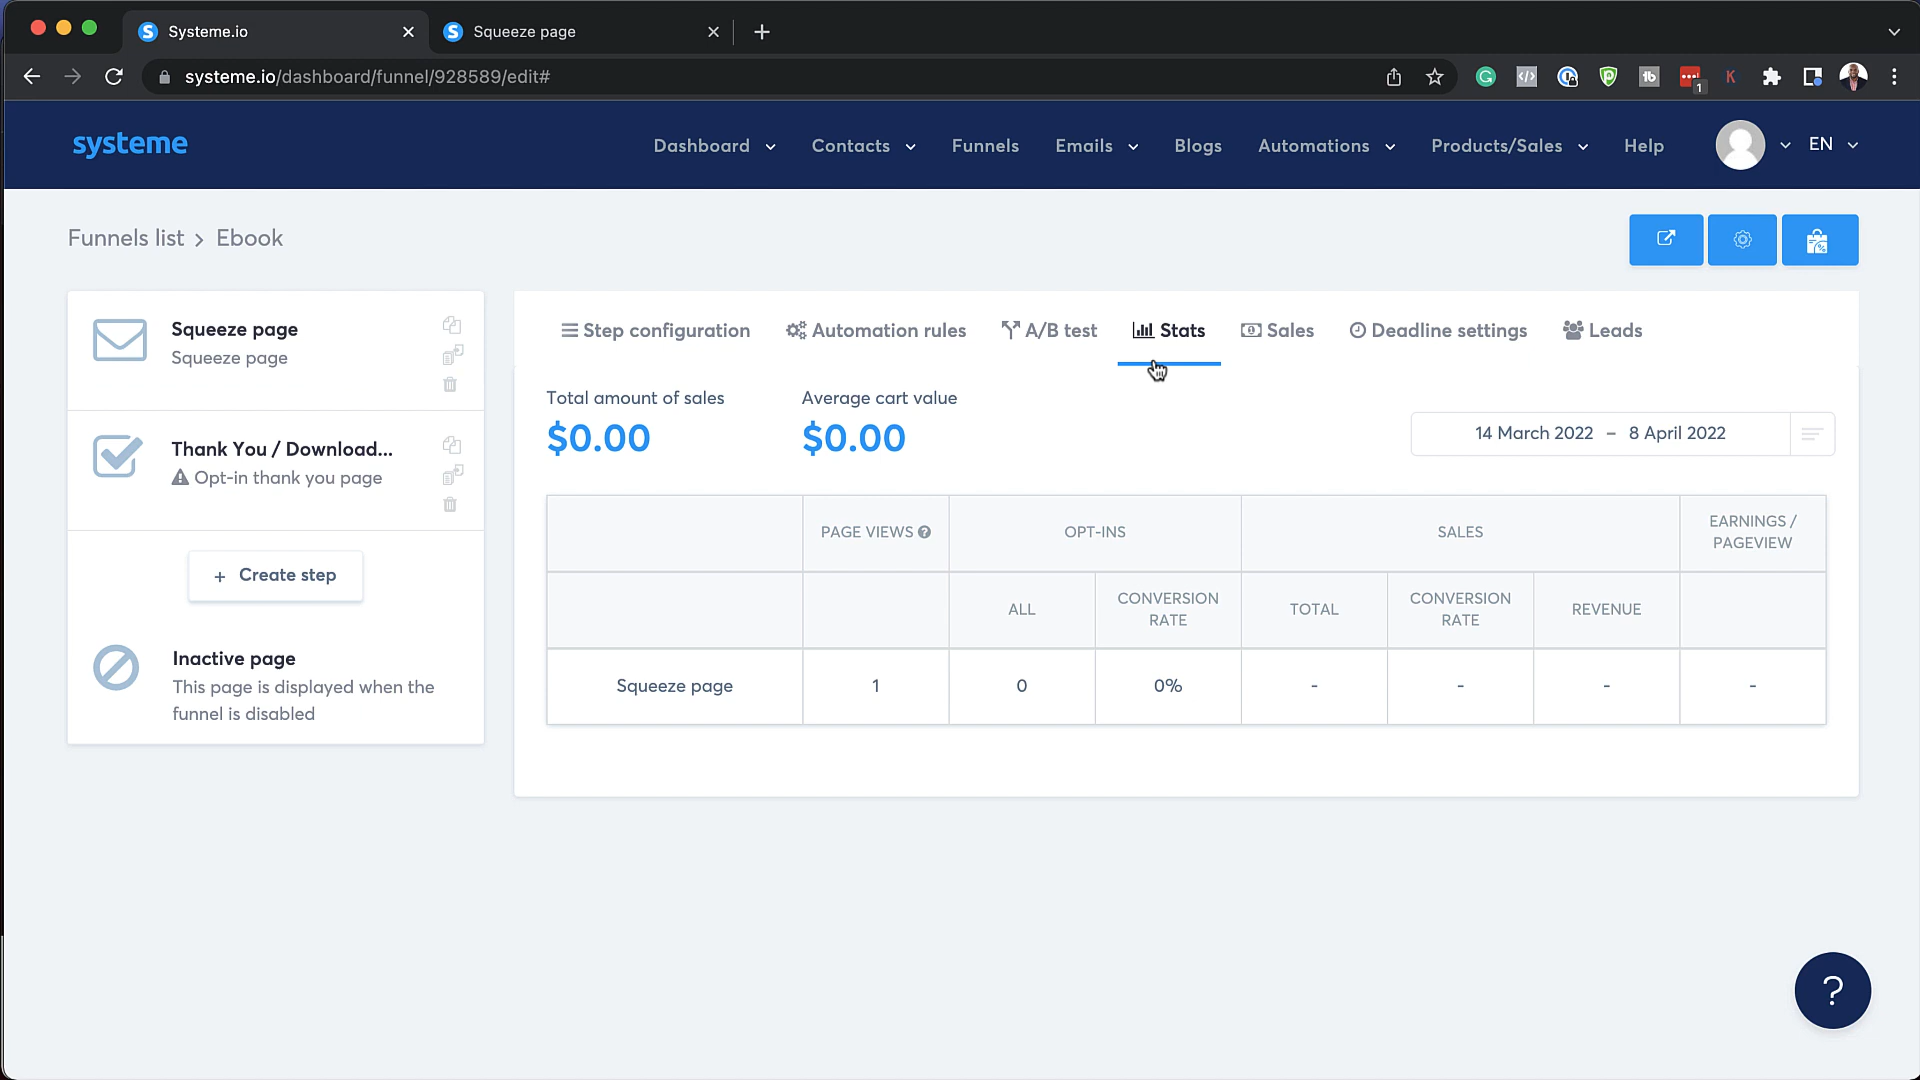 Systeme.io
Squeeze page
systeme.io/dashboard/funnel/928589/edit#
1
systeme
Dashboard
Contacts
Funnels
Emails
Blogs
Automations
Products/Sales
Help
EN
Funnels list > Ebook
Squeeze page
Squeeze page
Thank You / Download...
Opt-in thank you page
+ Create step
Inactive page
This page is displayed when the
funnel is disabled
Step configuration
Automation rules
A/B test
Stats
Sales
Deadline settings
Leads
Total amount of sales
$0.00
Average cart value
$0.00
14 March 2022 – 8 April 2022
PAGE VIEWS ?
OPT-INS
SALES
EARNINGS /
PAGEVIEW
ALL
CONVERSION
RATE
TOTAL
CONVERSION
RATE
REVENUE
Squeeze page 1 0 0% - - - -
?